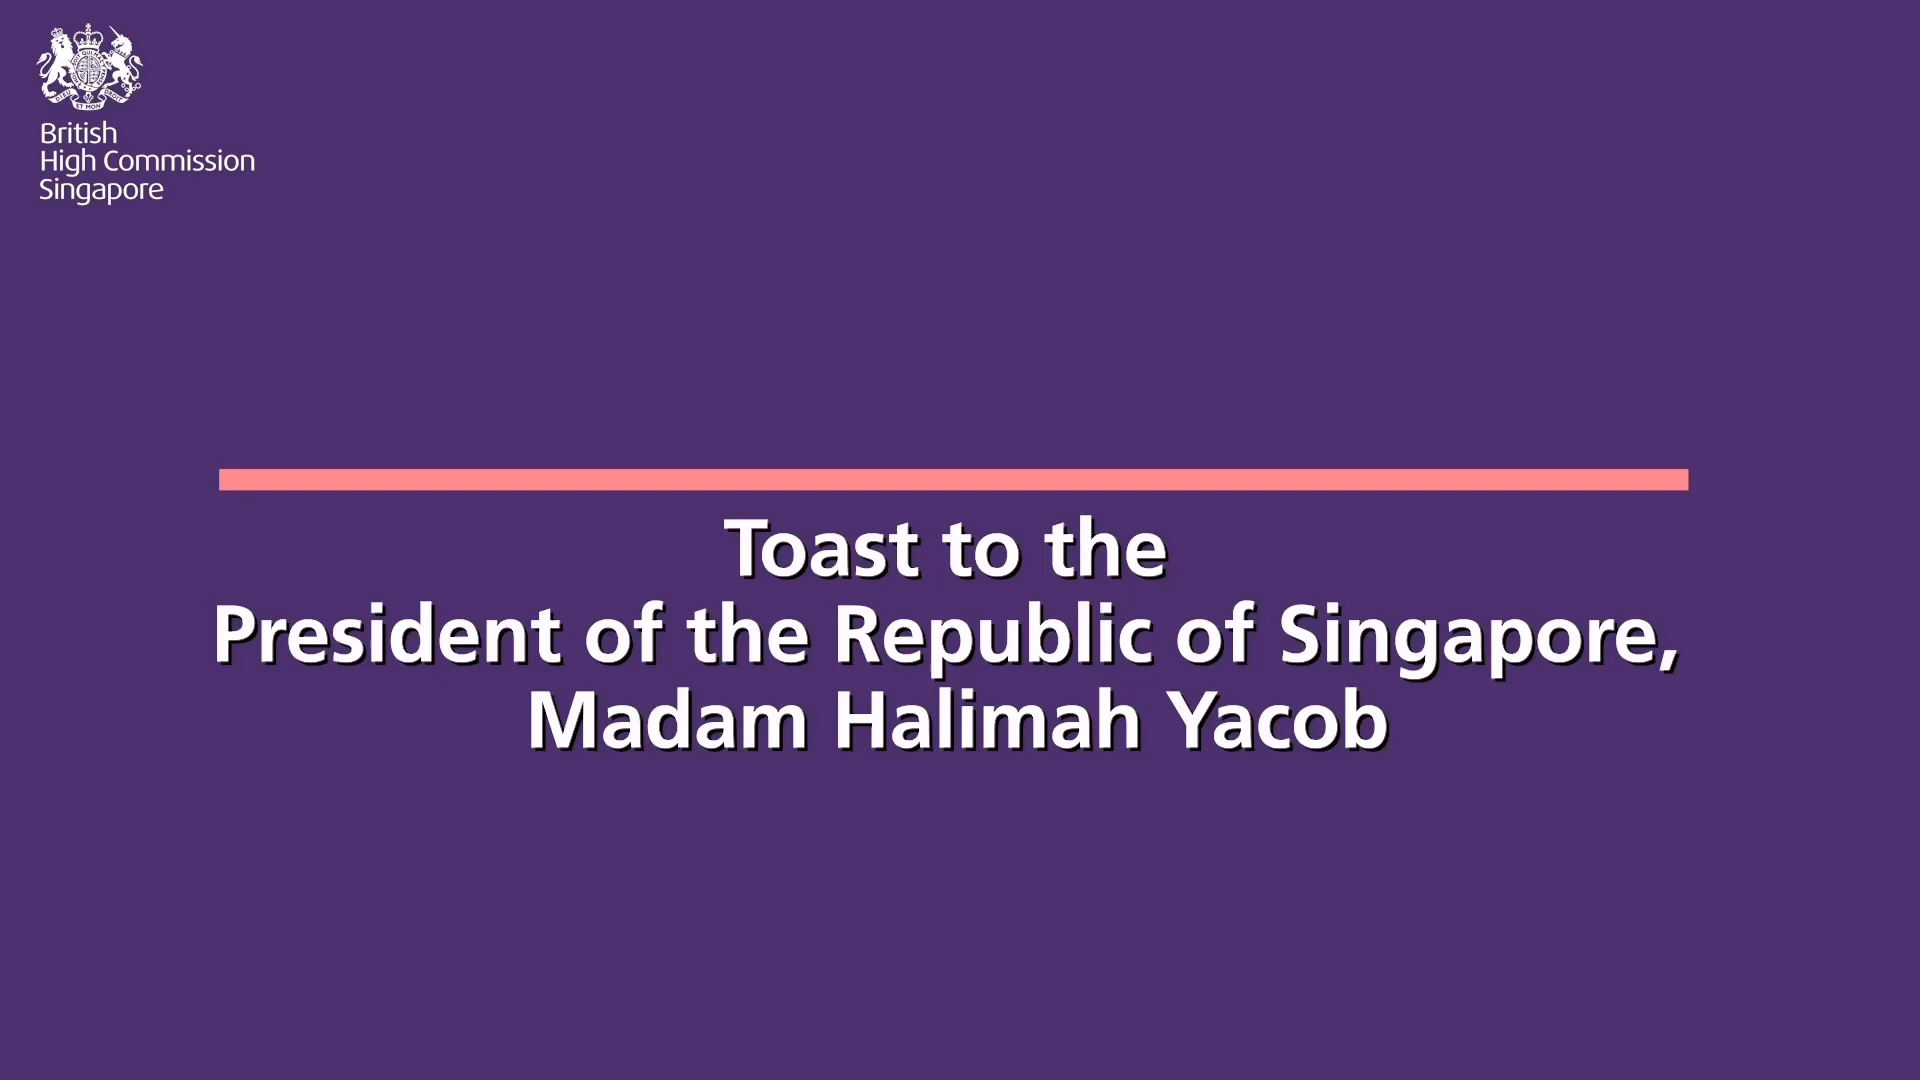 British
High Commission
Singapore
Toast to the
President of the Republic of Singapore,
Madam Halimah Yacob